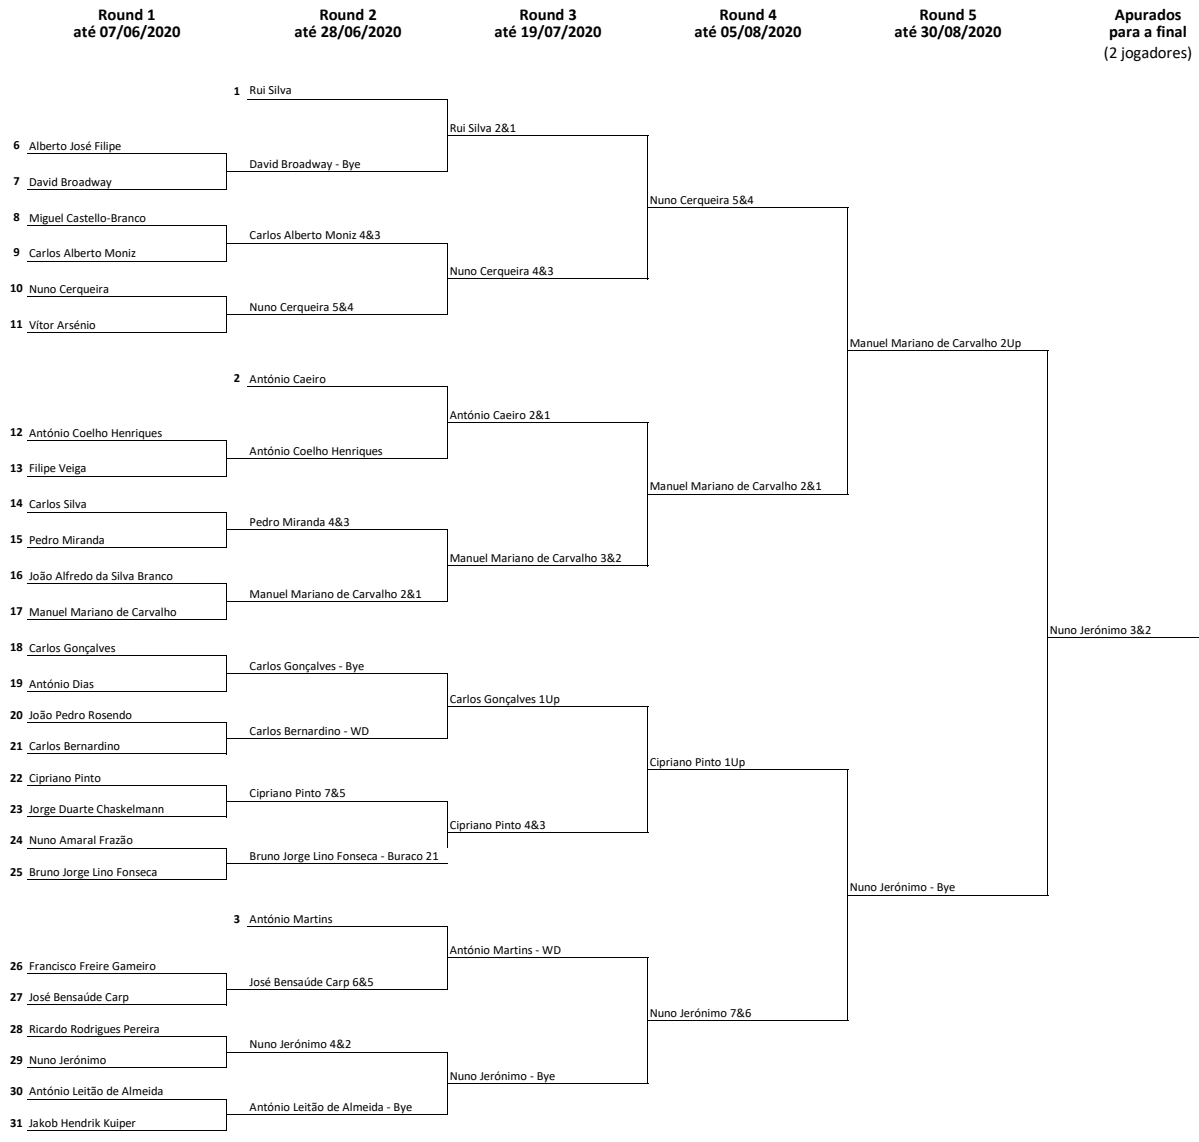 Round 1
até 07/06/2020
Round 2
até 28/06/2020
Round 3
até 19/07/2020
Round 4
até 05/08/2020
Round 5
até 30/08/2020
Apurados
para a final
(2 jogadores)
1 Rui Silva
Rui Silva 2&1
6 Alberto José Filipe
David Broadway - Bye
7 David Broadway
Nuno Cerqueira 5&4
8 Miguel Castello-Branco
Carlos Alberto Moniz 4&3
9 Carlos Alberto Moniz
Nuno Cerqueira 4&3
10 Nuno Cerqueira
Nuno Cerqueira 5&4
11 Vítor Arsénio
Manuel Mariano de Carvalho 2Up
2 António Caeiro
António Caeiro 2&1
12 António Coelho Henriques
António Coelho Henriques
13 Filipe Veiga
Manuel Mariano de Carvalho 2&1
14 Carlos Silva
Pedro Miranda 4&3
15 Pedro Miranda
Manuel Mariano de Carvalho 3&2
16 João Alfredo da Silva Branco
Manuel Mariano de Carvalho 2&1
17 Manuel Mariano de Carvalho
Nuno Jerónimo 3&2
18 Carlos Gonçalves
Carlos Gonçalves - Bye
19 António Dias
Carlos Gonçalves 1Up
20 João Pedro Rosendo
Carlos Bernardino - WD
21 Carlos Bernardino
Cipriano Pinto 1Up
22 Cipriano Pinto
Cipriano Pinto 7&5
23 Jorge Duarte Chaskelmann
Cipriano Pinto 4&3
24 Nuno Amaral Frazão
Bruno Jorge Lino Fonseca - Buraco 21
25 Bruno Jorge Lino Fonseca
Nuno Jerónimo - Bye
3 António Martins
António Martins - WD
26 Francisco Freire Gameiro
José Bensaúde Carp 6&5
27 José Bensaúde Carp
Nuno Jerónimo 7&6
28 Ricardo Rodrigues Pereira
Nuno Jerónimo 4&2
29 Nuno Jerónimo
Nuno Jerónimo - Bye
30 António Leitão de Almeida
António Leitão de Almeida - Bye
31 Jakob Hendrik Kuiper